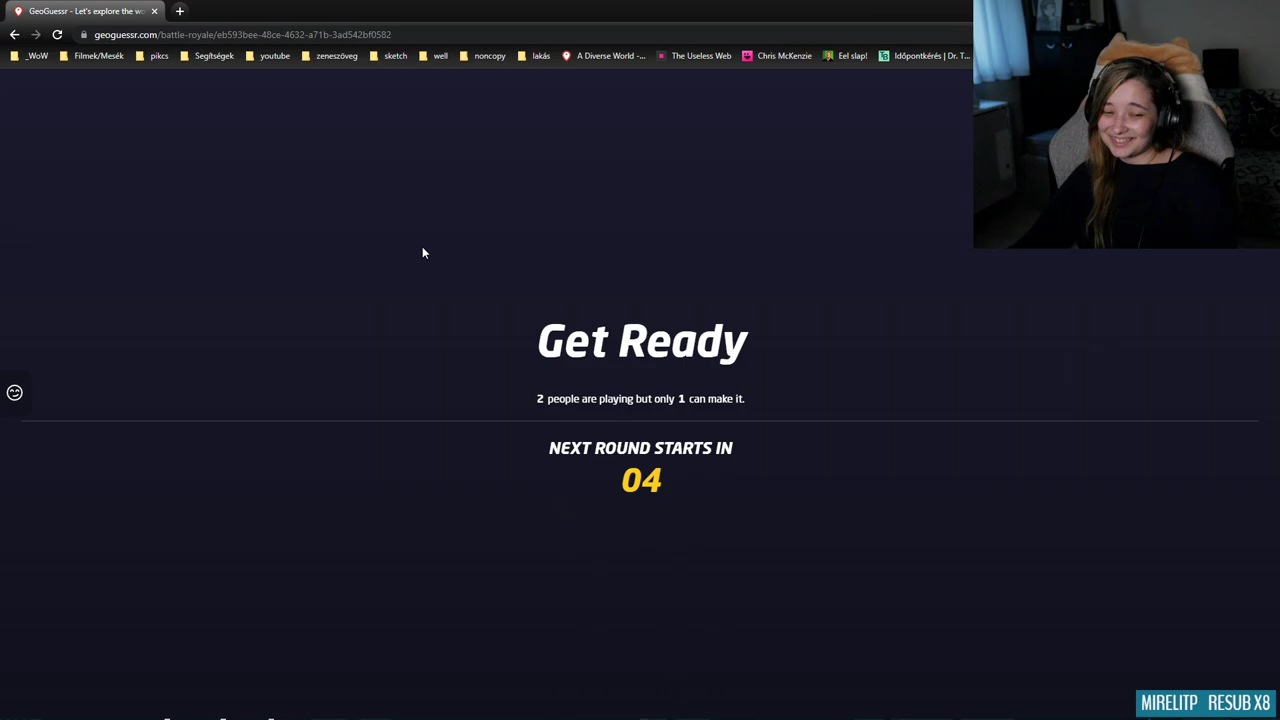 GeoGuessr - Let's explore the wo
geoguessr.com/battle-royale/eb593bee-48ce-4632-a71b-3ad542bf0582
_WoW Filmek/Mesék pikcs Segítségek youtube zeneszöveg sketch well noncopy lakás A Diverse World -... The Useless Web Chris McKenzie Eel slap! Időpontkérés | Dr. T...
Get Ready
2 people are playing but only 1 can make it.
NEXT ROUND STARTS IN
04
MIRELITP RESUB X8